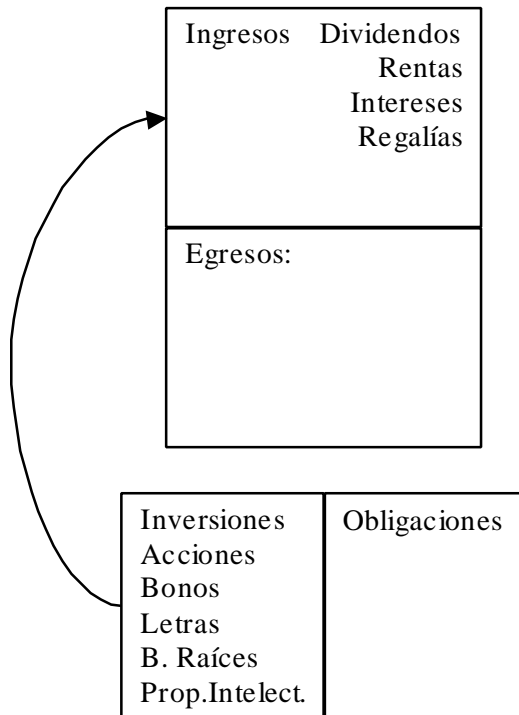 Ingresos Dividendos
Rentas
Intereses
Regalías
Egresos:
Inversiones
Acciones
Bonos
Letras
B. Raíces
Prop.Intelect.
Obligaciones